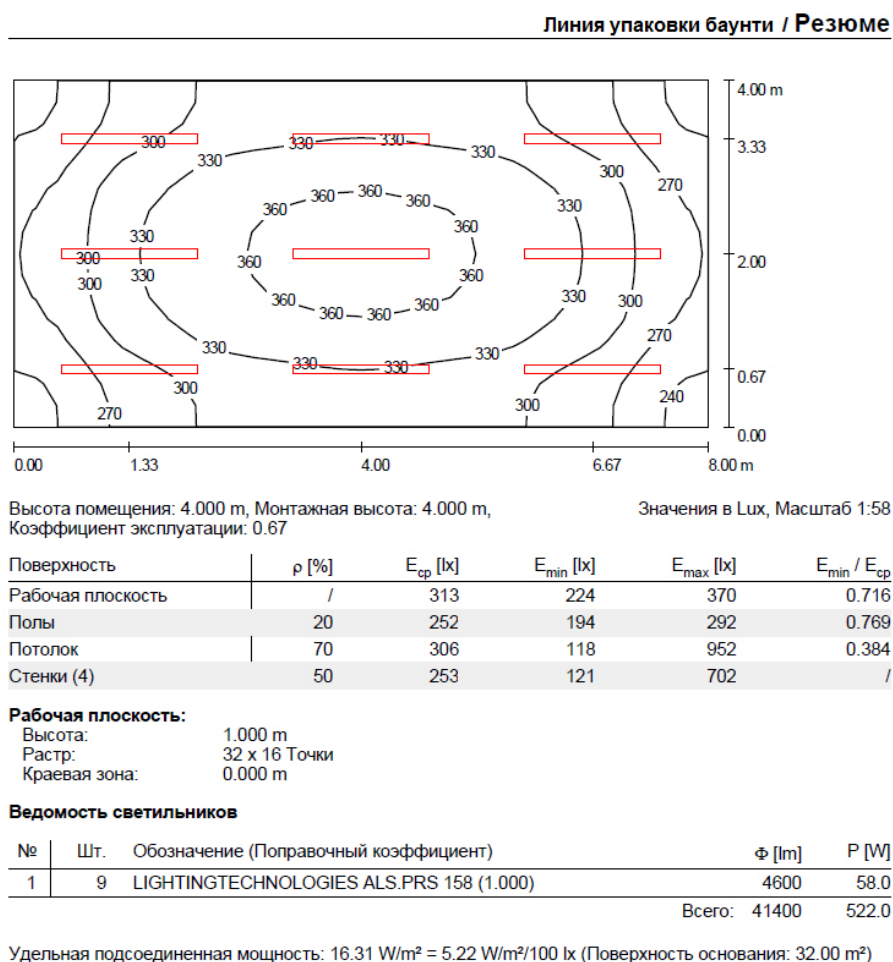 Линия упаковки баунти / Резюме
4.00 m
300 330 330 330 3.33
330 300
360 360 360 270
360 330
330 360
300 360 2.00
330 360
300 330
360 360 360 360 300
270
330 330 330 330
0.67
300 240
270 300
0.00
0.00 1.33 4.00 6.67 8.00 m
Высота помещения: 4.000 m, Монтажная высота: 4.000 m, Значения в Lux, Масштаб 1:58
Коэффициент эксплуатации: 0.67
Поверхность ρ [%] Eср [lx] Emin [lx] Emax [lx] Emin / Eср
Рабочая плоскость / 313 224 370 0.716
Полы 20 252 194 292 0.769
Потолок 70 306 118 952 0.384
Стенки (4) 50 253 121 702 /
Рабочая плоскость:
Высота: 1.000 m
Растр: 32 x 16 Точки
Краевая зона: 0.000 m
Ведомость светильников
№ Шт. Обозначение (Поправочный коэффициент) Φ [lm] P [W]
1 9 LIGHTINGTECHNOLOGIES ALS.PRS 158 (1.000) 4600 58.0
Всего: 41400 522.0
Удельная подсоединенная мощность: 16.31 W/m² = 5.22 W/m²/100 lx (Поверхность основания: 32.00 m²)